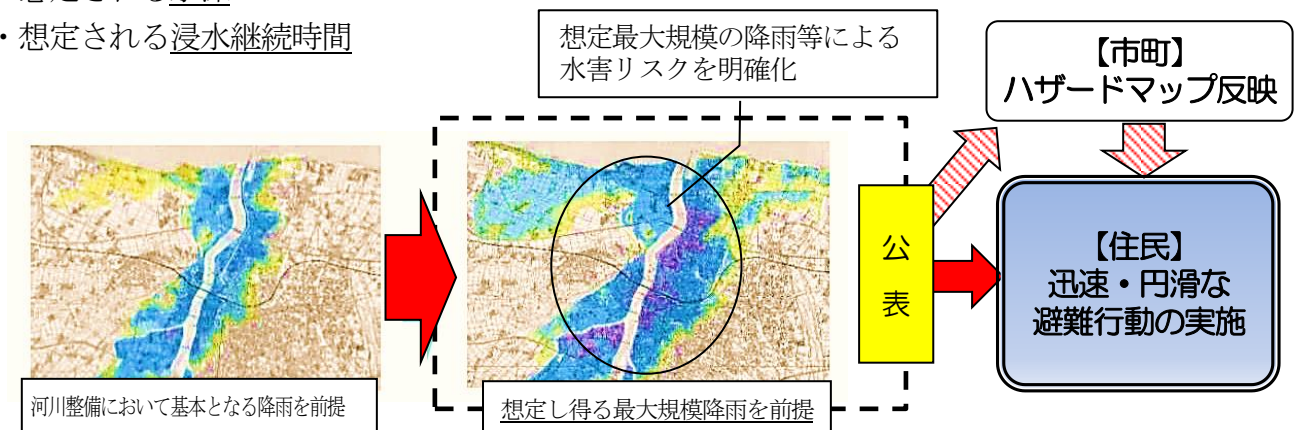 ・想定される浸水継続時間
想定最大規模の降雨等による
水害リスクを明確化
【市町】
ハザードマップ反映
公
表
【住民】
迅速・円滑な
避難行動の実施
河川整備において基本となる降雨を前提
想定し得る最大規模降雨を前提